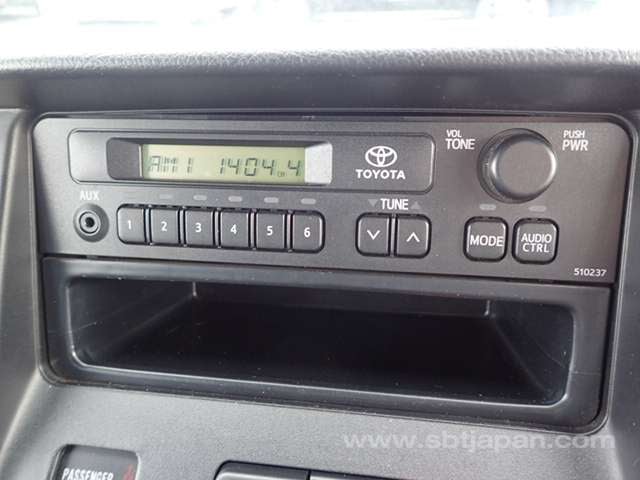 VOL
TONE
PUSH
PWR
AM1 1404 4
CH
TOYOTA
AUX
1 2 3 4 5 6
TUNE
MODE
AUDIO
CTRL
510237
www.sbtjapan.com
PASSENGER